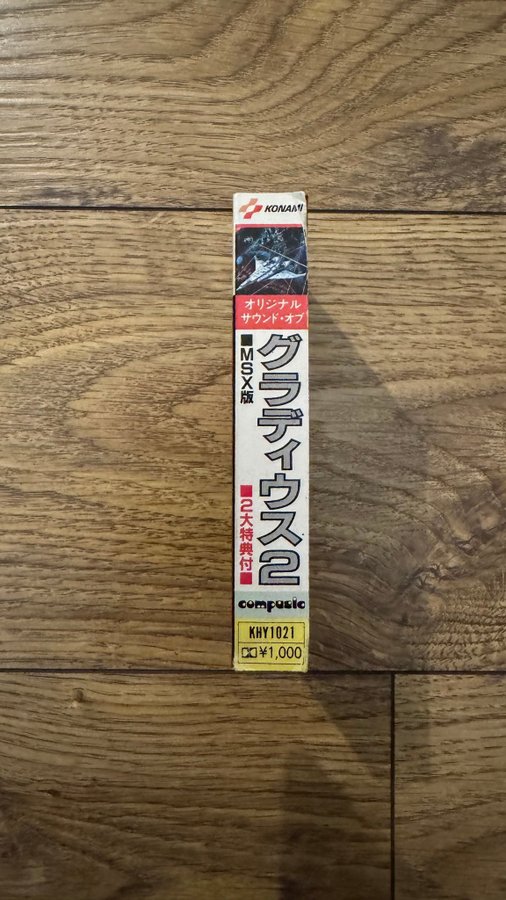 KONAMI
オリジナル
サウンド・オブ
グラディウス2
■MSX版
■2大特典付■
compusic
KHY1021
¥1,000